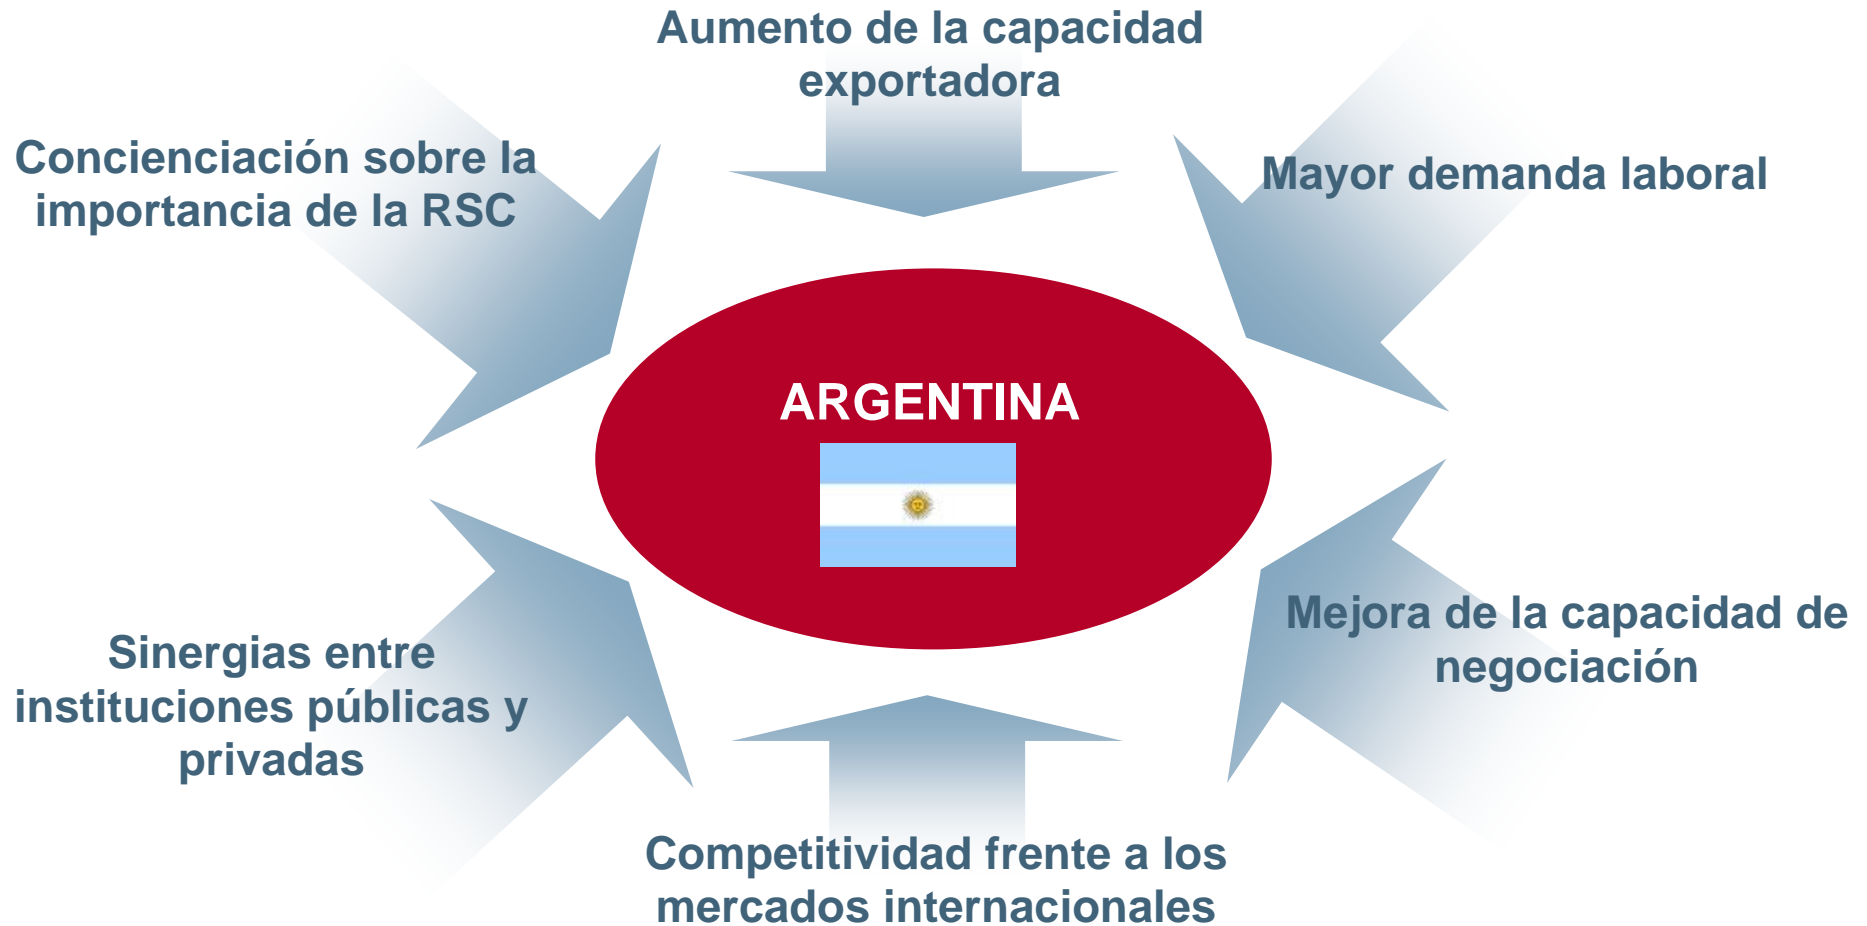 Aumento de la capacidad
exportadora
Concienciación sobre la
importancia de la RSC
Mayor demanda laboral
ARGENTINA
Sinergias entre
instituciones públicas y
privadas
Mejora de la capacidad de
negociación
Competitividad frente a los
mercados internacionales